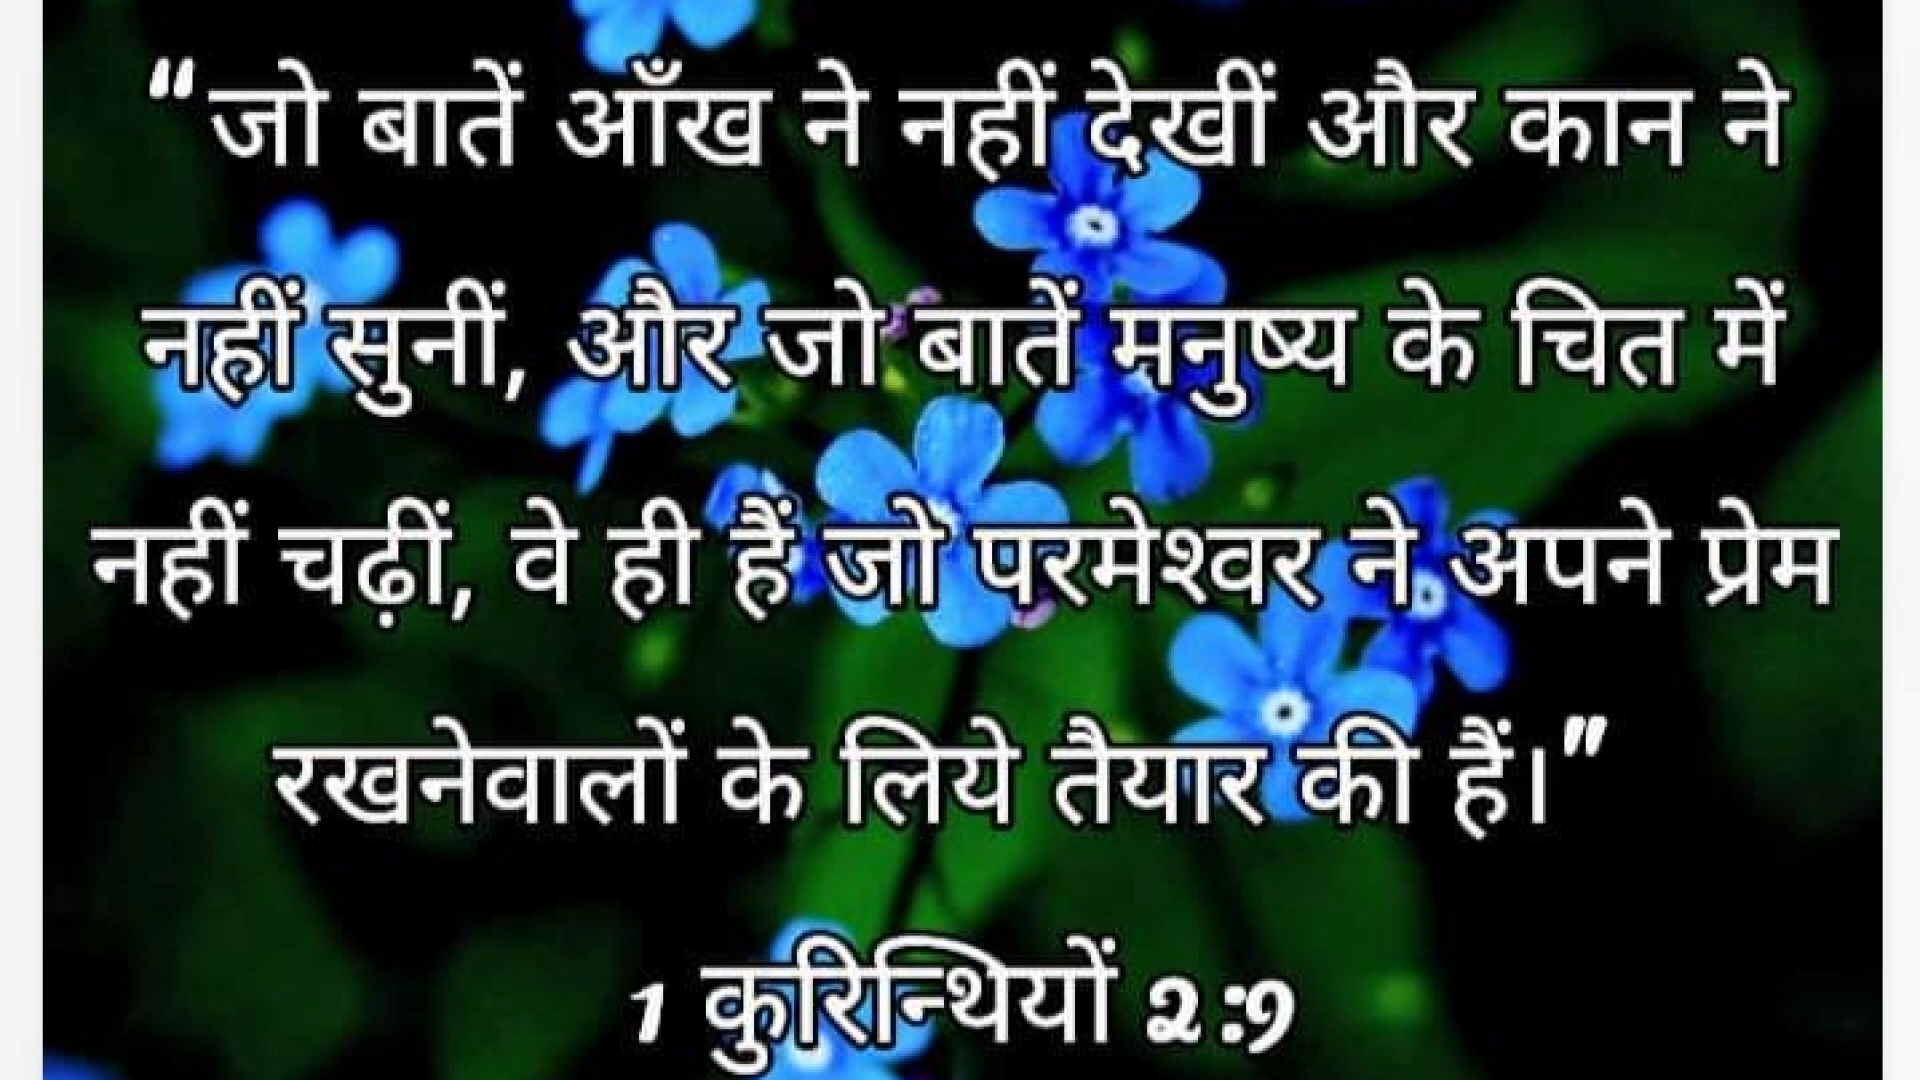 “जो बातें आँख ने नहीं देखीं और कान ने
नहीं सुनीं, और जो बातें मनुष्य के चित में
नहीं चढ़ीं, वे ही हैं जो परमेश्वर ने अपने प्रेम
रखनेवालों के लिये तैयार की हैं।”
1 कुरिन्थियों 2:9